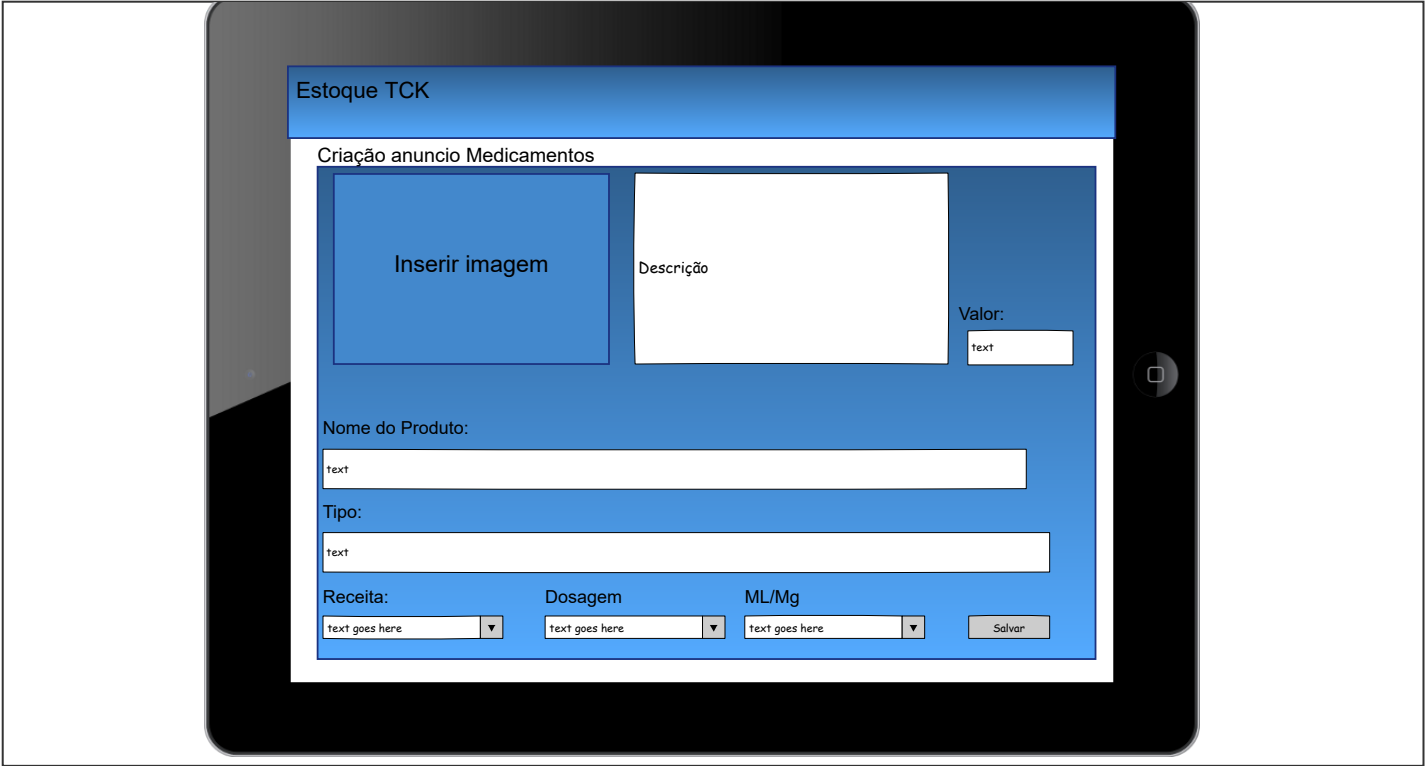 Estoque TCK
Criação anuncio Medicamentos
Inserir imagem
Descrição
Valor:
text
Nome do Produto:
text
Tipo:
text
Receita:
Dosagem
ML/Mg
text goes here
text goes here
text goes here
Salvar